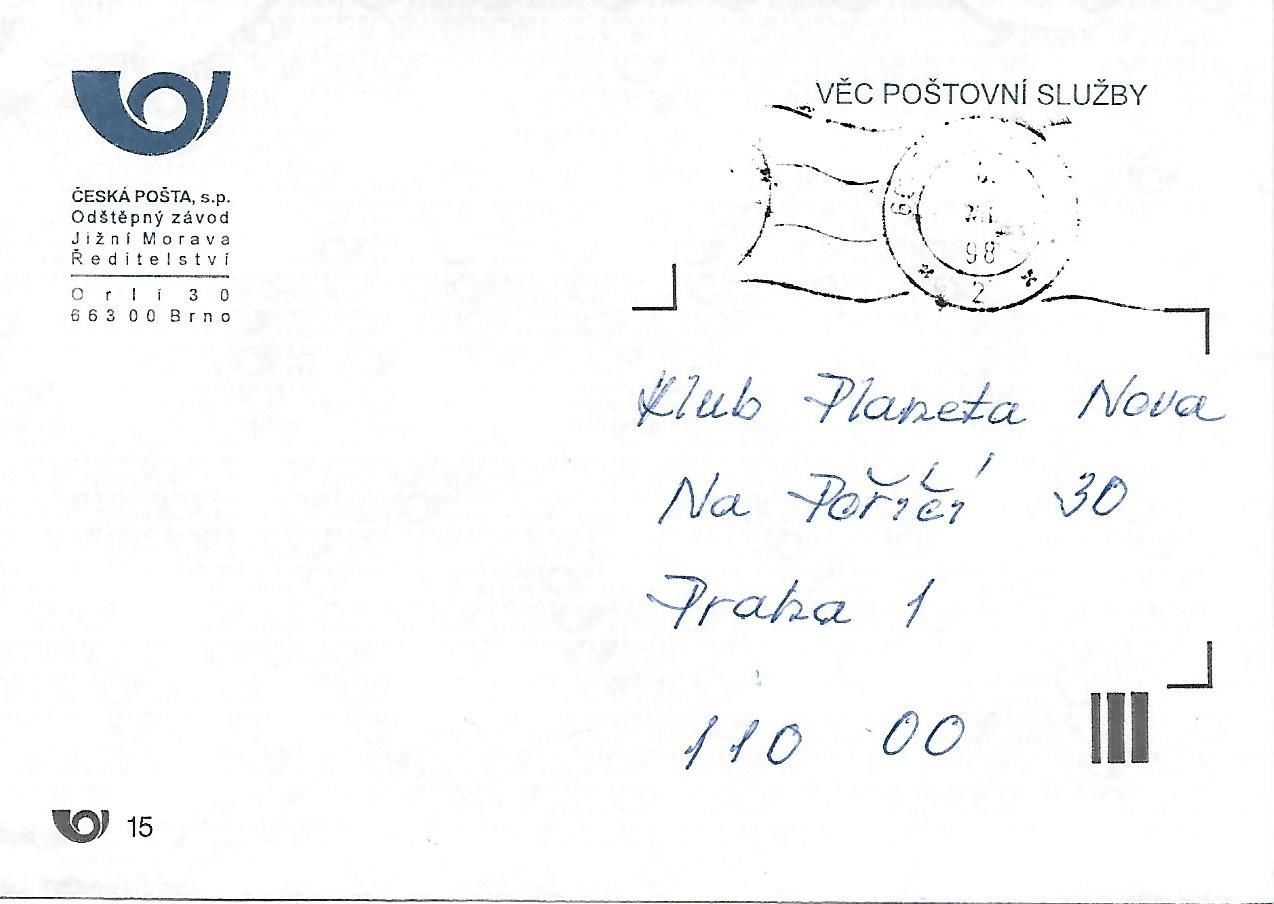 VĚC POŠTOVNÍ SLUŽBY
ČESKÁ POŠTA, s.p.
Odštěpný závod
Jižní Morava
Ředitelství
Orlí 30
663 00 Brno
98
2
Klub Planeta Nova
Na Poříčí 30
Praha 1
110 00
15